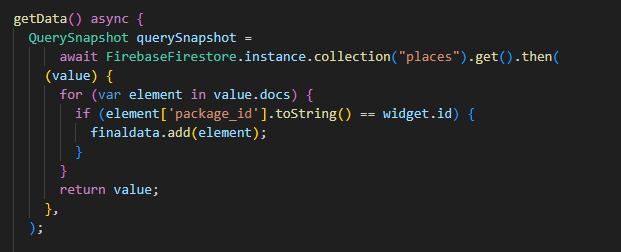 getData() async {
QuerySnapshot querySnapshot =
await FirebaseFirestore.instance.collection("places").get().then(
(value) {
for (var element in value.docs) {
if (element['package_id'].toString() == widget.id) {
finaldata.add(element);
}
}
return value;
},
);